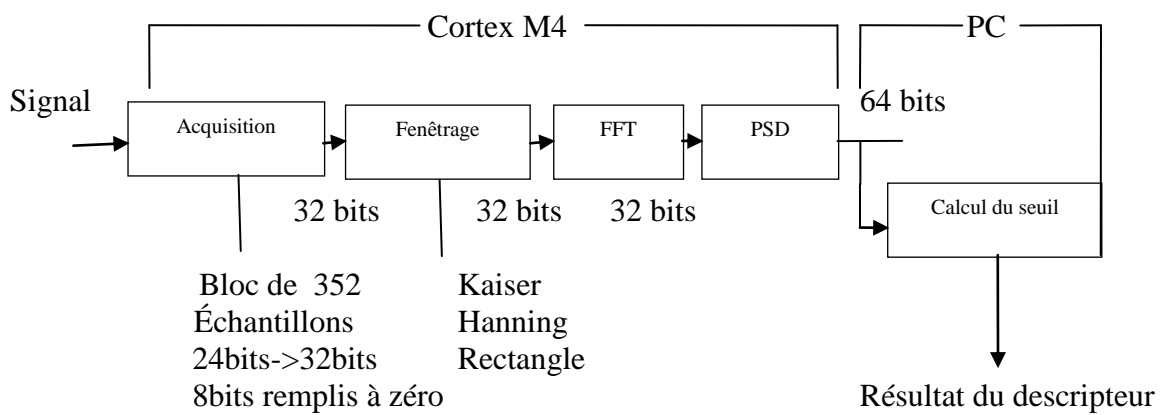 Cortex M4
PC
Signal
64 bits
Acquisition
Fenêtrage
FFT
PSD
32 bits
32 bits
32 bits
Calcul du seuil
Bloc de 352
Échantillons
24bits->32bits
8bits remplis à zéro
Kaiser
Hanning
Rectangle
Résultat du descripteur